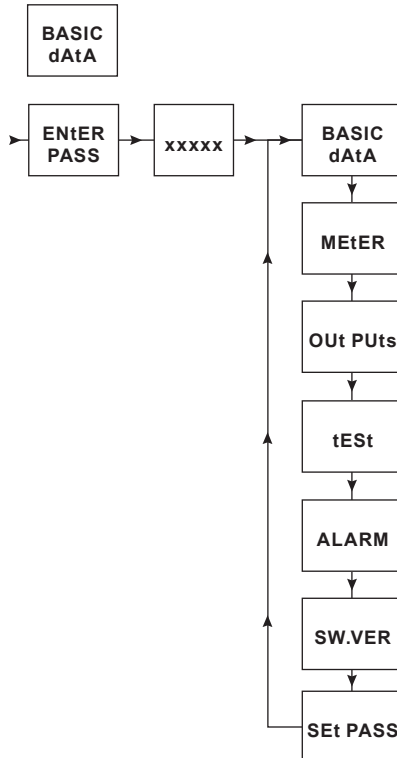 BASIC
dAtA
ENtER
PASS
xxxxx
BASIC
dAtA
MEtER
OUt PUts
tESt
ALARM
SW.VER
SEt PASS